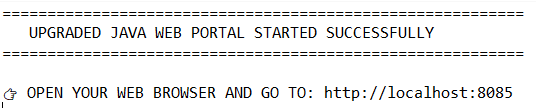 ==========================================================
UPGRADED JAVA WEB PORTAL STARTED SUCCESSFULLY
==========================================================
👉 OPEN YOUR WEB BROWSER AND GO TO: http://localhost:8085